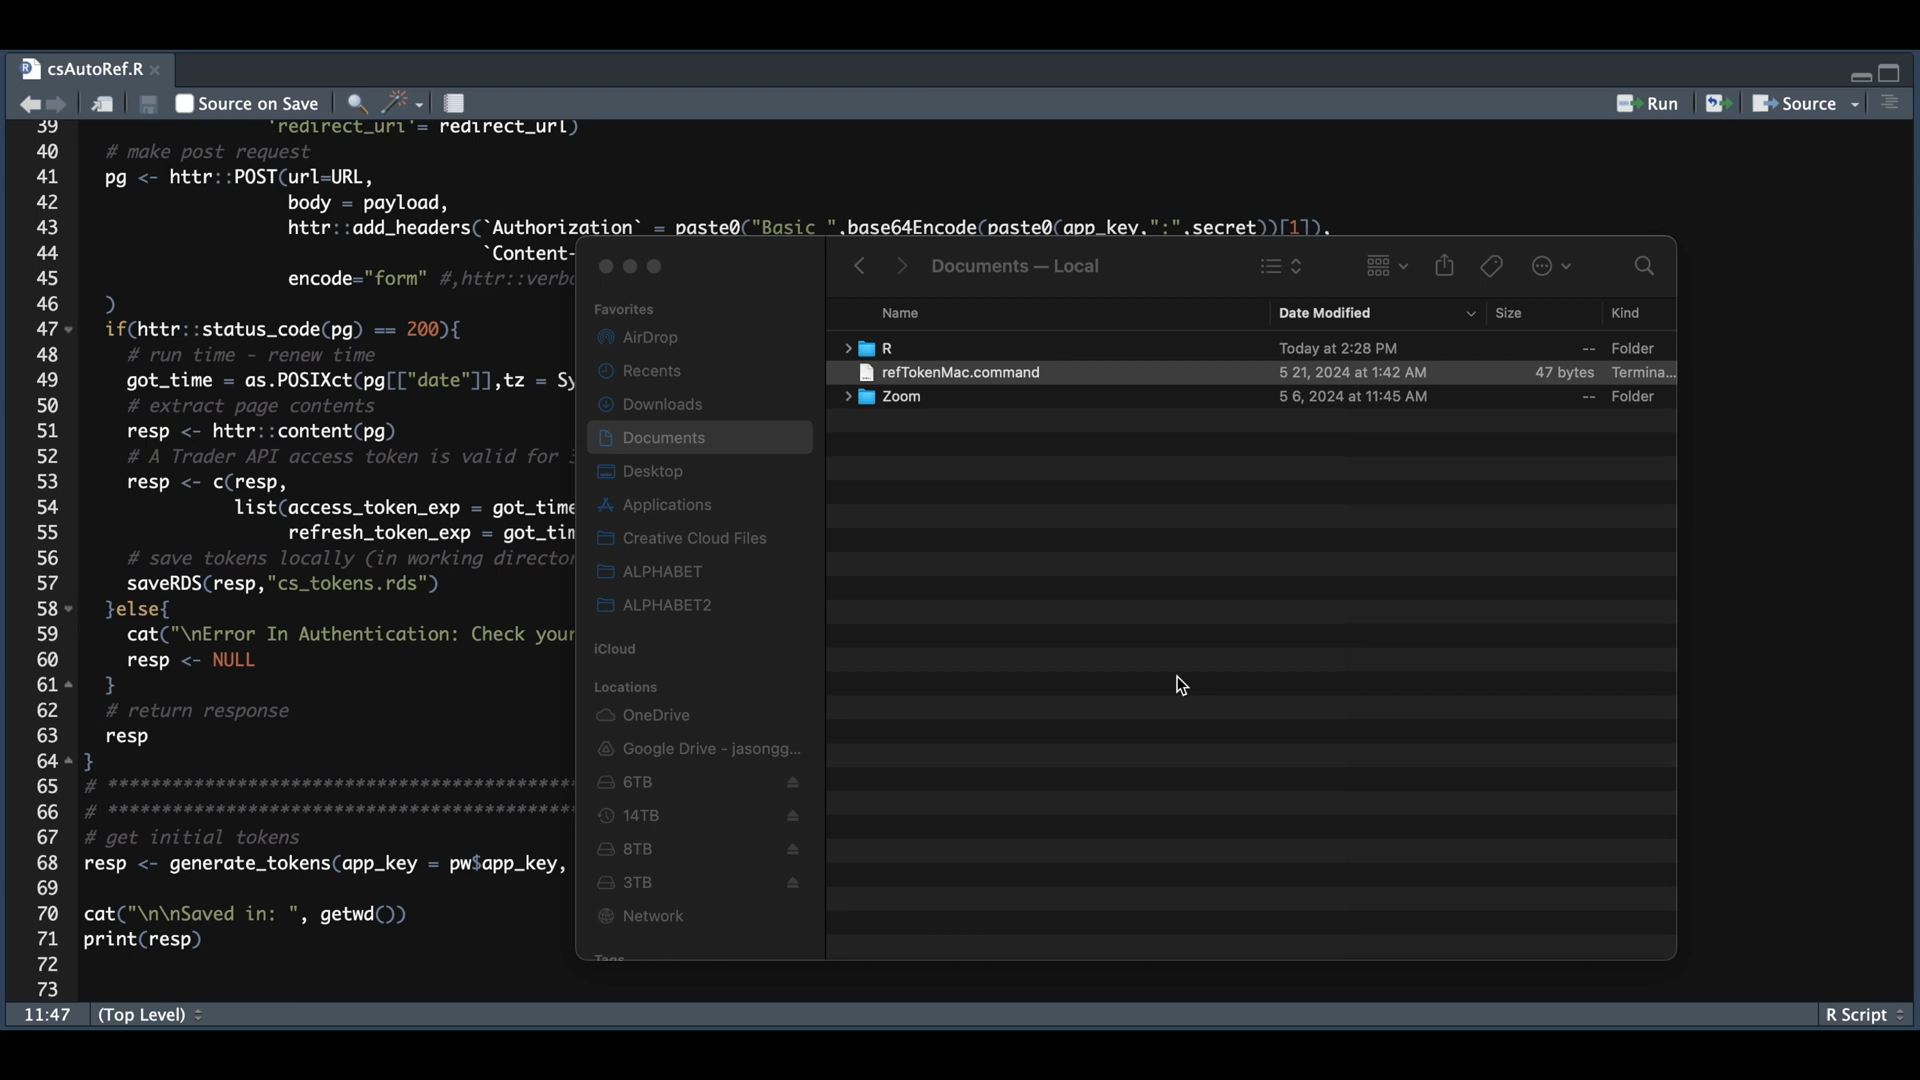 csAutoRef.R
Source on Save
Run
Source
39 'redirect_uri'= redirect_url)
40 # make post request
41 pg <- httr::POST(url=URL,
42 body = payload,
43 httr::add_headers(`Authorization` = paste0("Basic ",base64Encode(paste0(app_key,":",secret))[1]),
44 `Content-
45 encode="form" #,httr::verbo
46 )
47 if(httr::status_code(pg) == 200){
48 # run time - renew time
49 got_time = as.POSIXct(pg[["date"]],tz = Sy
50 # extract page contents
51 resp <- httr::content(pg)
52 # A Trader API access token is valid for 3
53 resp <- c(resp,
54 list(access_token_exp = got_time
55 refresh_token_exp = got_tim
56 # save tokens locally (in working director
57 saveRDS(resp,"cs_tokens.rds")
58 }else{
59 cat("\nError In Authentication: Check your
60 resp <- NULL
61 }
62 # return response
63 resp
64 }
65 # *******************************************
66 # *******************************************
67 # get initial tokens
68 resp <- generate_tokens(app_key = pw$app_key,
69
70 cat("\n\nSaved in: ", getwd())
71 print(resp)
72
73
11:47 (Top Level)
R Script
Favorites
AirDrop
Recents
Downloads
Documents
Desktop
Applications
Creative Cloud Files
ALPHABET
ALPHABET2
iCloud
Locations
OneDrive
Google Drive - jasongg...
6TB
14TB
8TB
3TB
Network
Tags
Documents — Local
Name Date Modified Size Kind
R Today at 2:28 PM -- Folder
refTokenMac.command 5 21, 2024 at 1:42 AM 47 bytes Termina...
Zoom 5 6, 2024 at 11:45 AM -- Folder